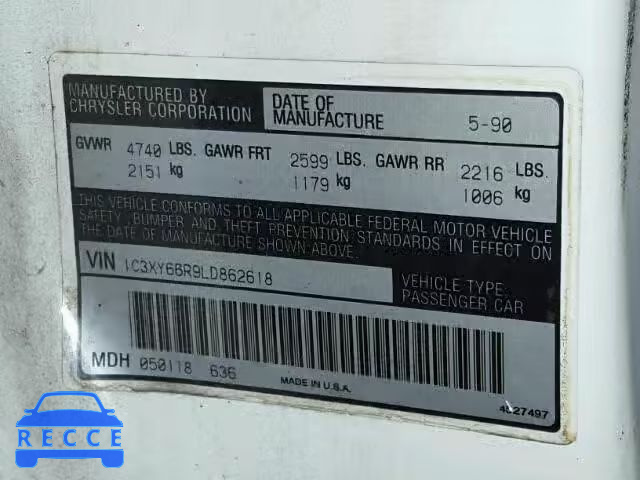 MANUFACTURED BY
CHRYSLER CORPORATION
DATE OF
MANUFACTURE 5-90
GVWR 4740 LBS. GAWR FRT 2599 LBS. GAWR RR 2216 LBS.
2151 kg 1179 kg 1006 kg
THIS VEHICLE CONFORMS TO ALL APPLICABLE FEDERAL MOTOR VEHICLE
SAFETY, BUMPER AND THEFT PREVENTION STANDARDS IN EFFECT ON
THE DATE OF MANUFACTURE SHOWN ABOVE.
VIN 1C3XY66R9LD862618
VEHICLE TYPE:
PASSENGER CAR
MDH 050118 636
MADE IN U.S.A.
4327497
RECCE